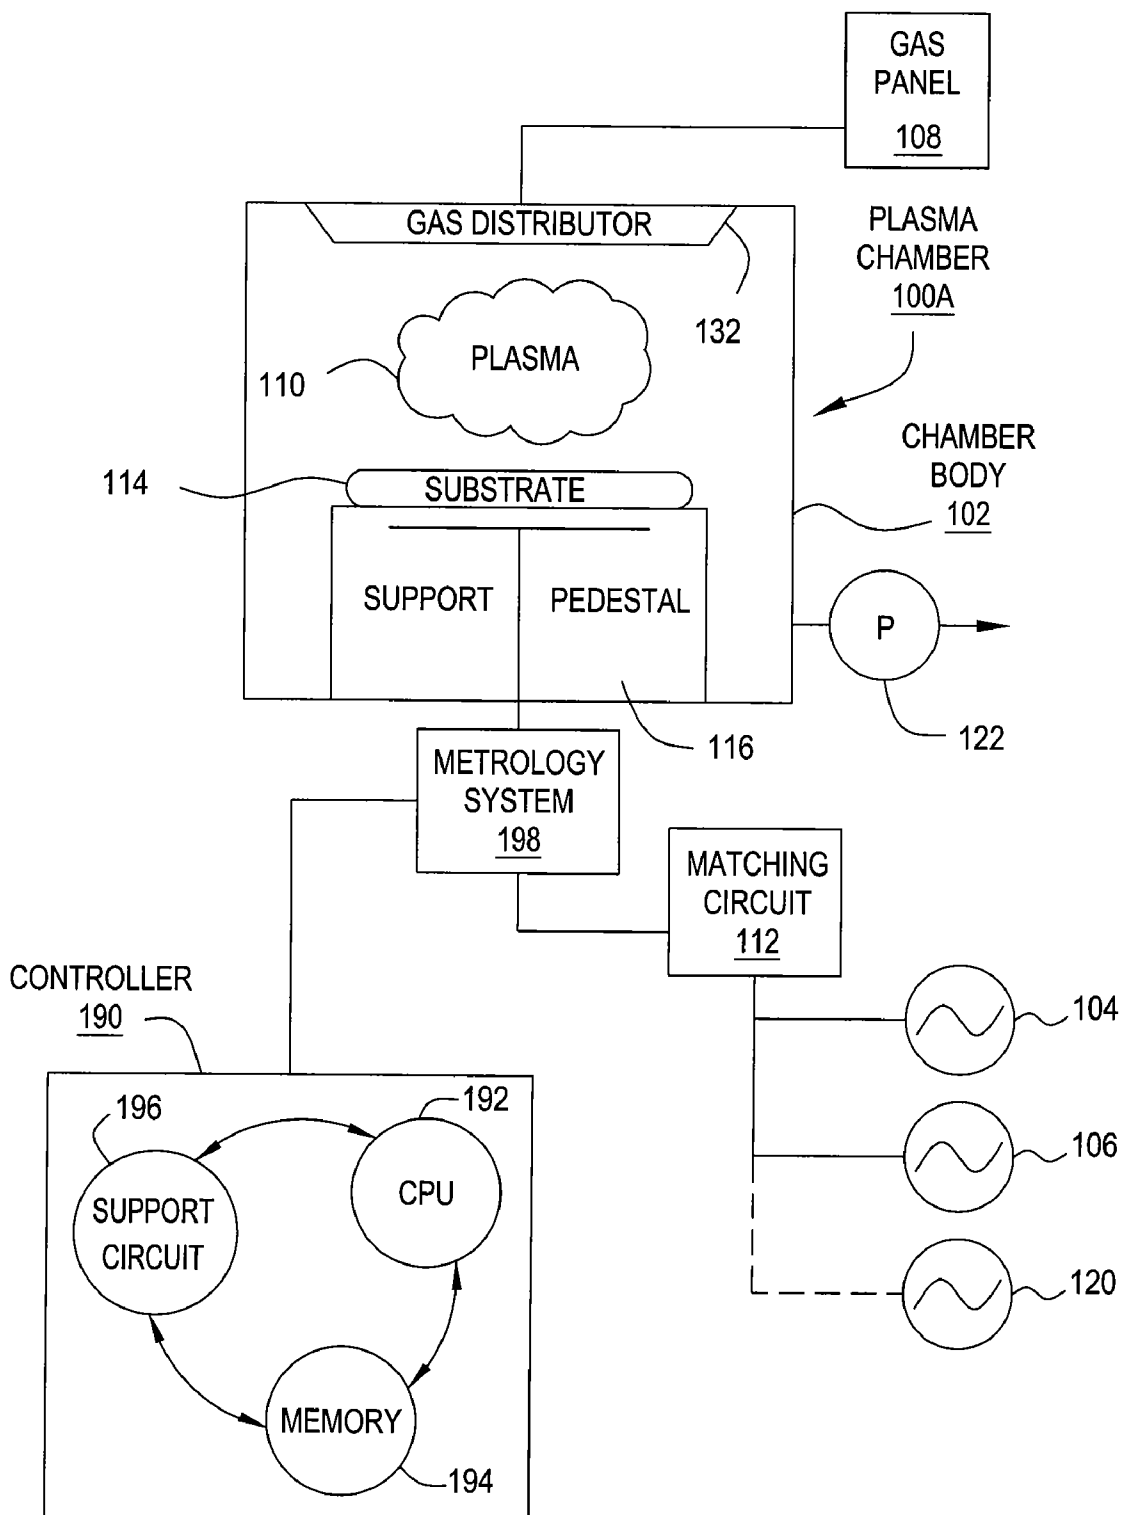 GAS
PANEL
108
GAS DISTRIBUTOR
PLASMA
CHAMBER
100A
132
PLASMA
110
CHAMBER
BODY
102
114
SUBSTRATE
SUPPORT PEDESTAL
P
116
122
METROLOGY
SYSTEM
198
MATCHING
CIRCUIT
112
CONTROLLER
190
104
196
192
106
CPU
SUPPORT
CIRCUIT
120
MEMORY
194